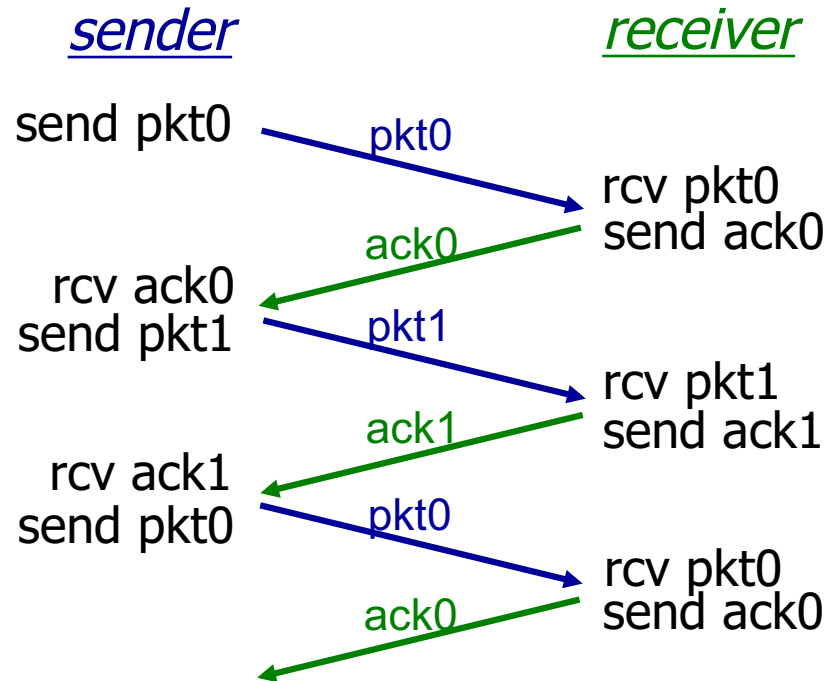 sender
receiver
send pkt0
pkt0
rcv pkt0
send ack0
ack0
rcv ack0
send pkt1
pkt1
rcv pkt1
send ack1
ack1
rcv ack1
send pkt0
pkt0
rcv pkt0
send ack0
ack0